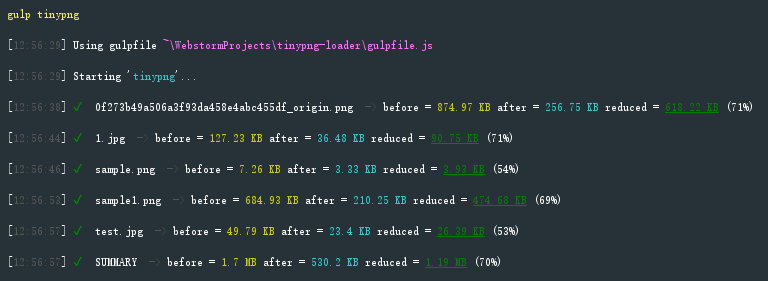 gulp tinypng
[12:56:29] Using gulpfile ~\WebstormProjects\tinypng-loader\gulpfile.js
[12:56:29] Starting 'tinypng'...
[12:56:38] ✓ 0f273b49a506a3f93da458e4abc455df_origin.png -> before = 874.97 KB after = 256.75 KB reduced = 618.22 KB (71%)
[12:56:44] ✓ 1.jpg -> before = 127.23 KB after = 36.48 KB reduced = 90.75 KB (71%)
[12:56:46] ✓ sample.png -> before = 7.26 KB after = 3.33 KB reduced = 3.93 KB (54%)
[12:56:53] ✓ sample1.png -> before = 684.93 KB after = 210.25 KB reduced = 474.68 KB (69%)
[12:56:57] ✓ test.jpg -> before = 49.79 KB after = 23.4 KB reduced = 26.39 KB (53%)
[12:56:57] ✓ SUMMARY -> before = 1.7 MB after = 530.2 KB reduced = 1.19 MB (70%)